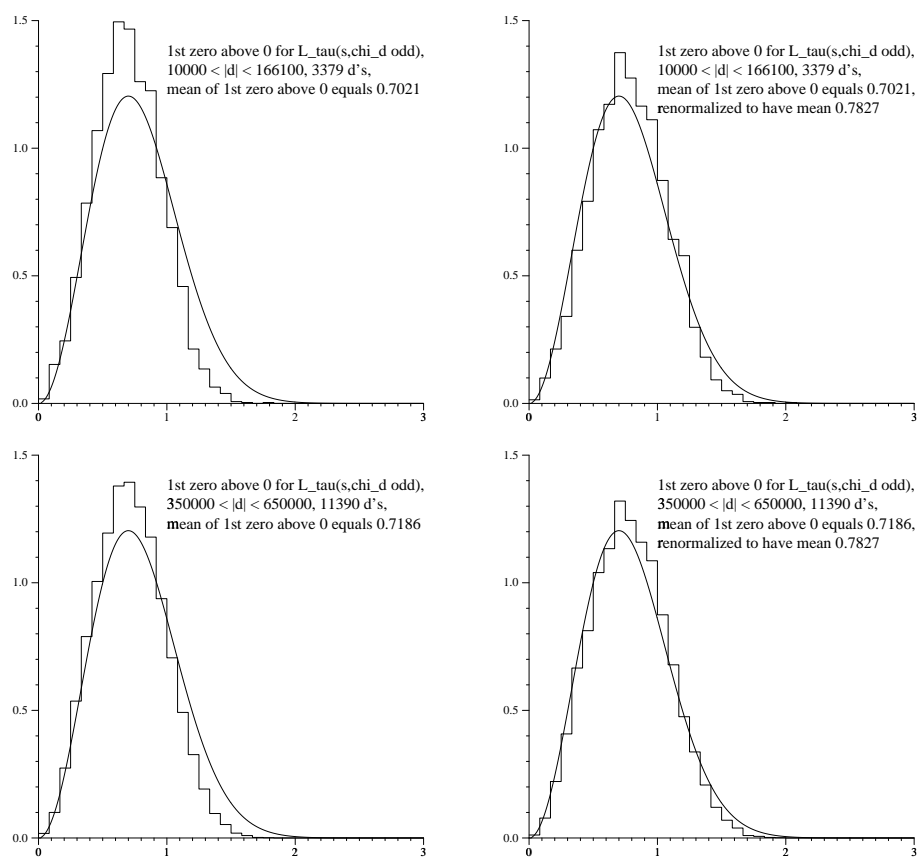 1.5
1st zero above 0 for L_tau(s,chi_d odd),
10000 < |d| < 166100, 3379 d's,
mean of 1st zero above 0 equals 0.7021
1.0
0.5
0.0
0 1 2 3
1.5
1st zero above 0 for L_tau(s,chi_d odd),
10000 < |d| < 166100, 3379 d's,
mean of 1st zero above 0 equals 0.7021,
renormalized to have mean 0.7827
1.0
0.5
0.0
0 1 2 3
1.5
1st zero above 0 for L_tau(s,chi_d odd),
350000 < |d| < 650000, 11390 d's,
mean of 1st zero above 0 equals 0.7186
1.0
0.5
0.0
0 1 2 3
1.5
1st zero above 0 for L_tau(s,chi_d odd),
350000 < |d| < 650000, 11390 d's,
mean of 1st zero above 0 equals 0.7186,
renormalized to have mean 0.7827
1.0
0.5
0.0
0 1 2 3